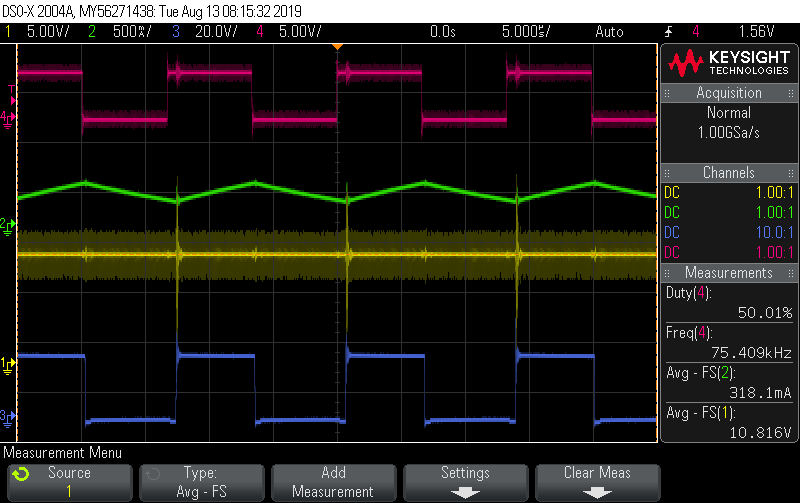 DSO-X 2004A, MY56271438: Tue Aug 13 08:15:32 2019
1 5.00V/ 2 500mA/ 3 20.0V/ 4 5.00V/ 0.0s 5.000us/ Auto 4 1.56V
KEYSIGHT
TECHNOLOGIES
Acquisition
Normal
1.00GSa/s
Channels
DC 1.00:1
DC 1.00:1
DC 10.0:1
DC 1.00:1
Measurements
Duty(4):
50.01%
Freq(4):
75.409kHz
Avg - FS(2):
318.1mA
Avg - FS(1):
10.816V
T
4
2
1
3
Measurement Menu
Source
1
Type:
Avg - FS
Add
Measurement
Settings
Clear Meas